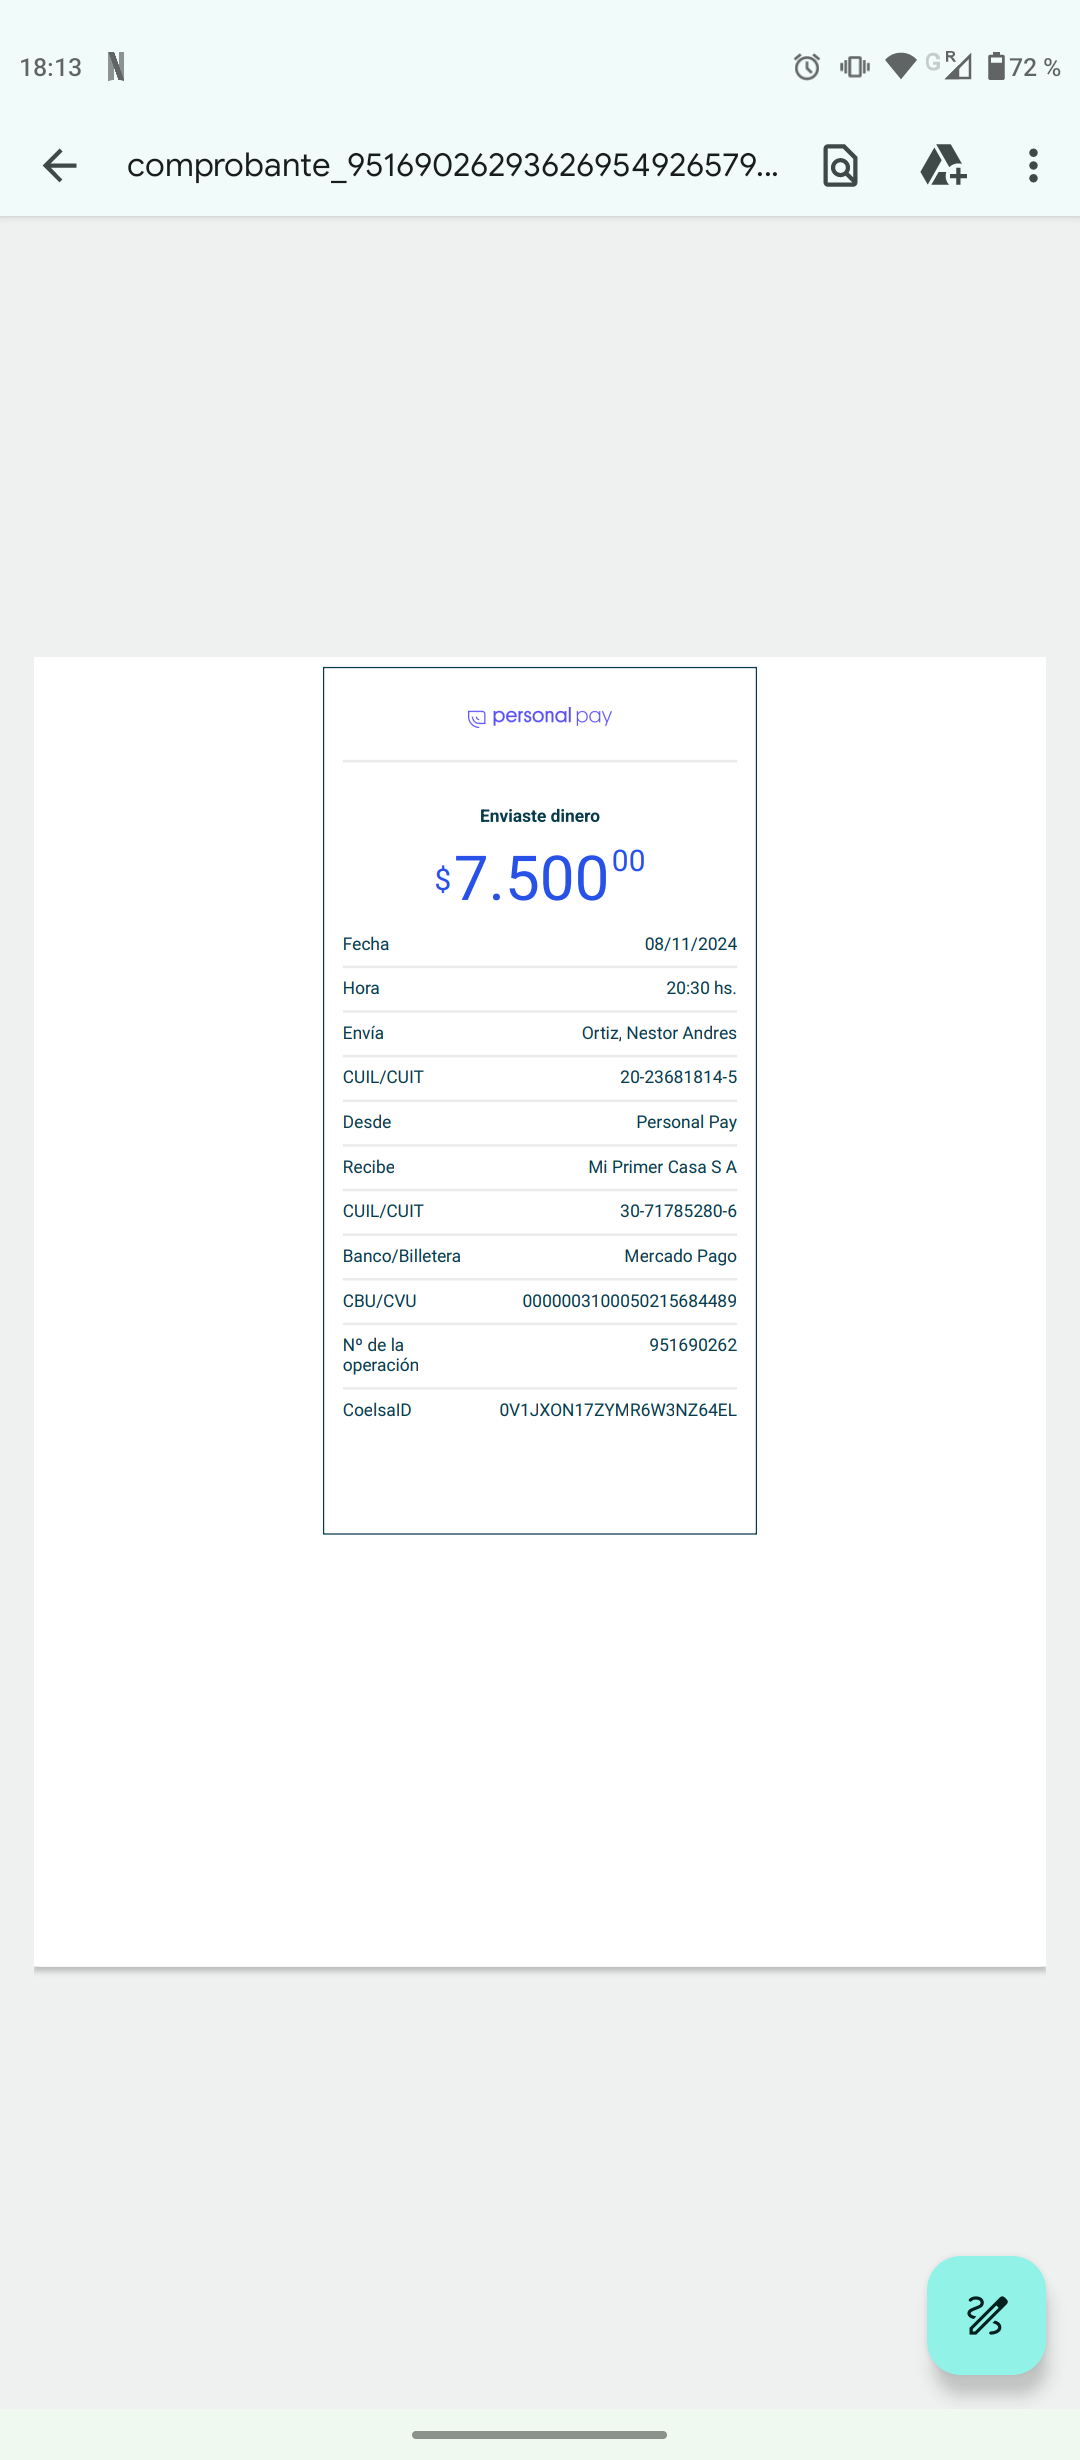 18:13 N G R 72 %
comprobante_95169026293626954926579...
personal pay
Enviaste dinero
$7.500 00
Fecha 08/11/2024
Hora 20:30 hs.
Envía Ortiz, Nestor Andres
CUIL/CUIT 20-23681814-5
Desde Personal Pay
Recibe Mi Primer Casa S A
CUIL/CUIT 30-71785280-6
Banco/Billetera Mercado Pago
CBU/CVU 0000003100050215684489
Nº de la 951690262
operación
CoelsaID 0V1JXON17ZYMR6W3NZ64EL